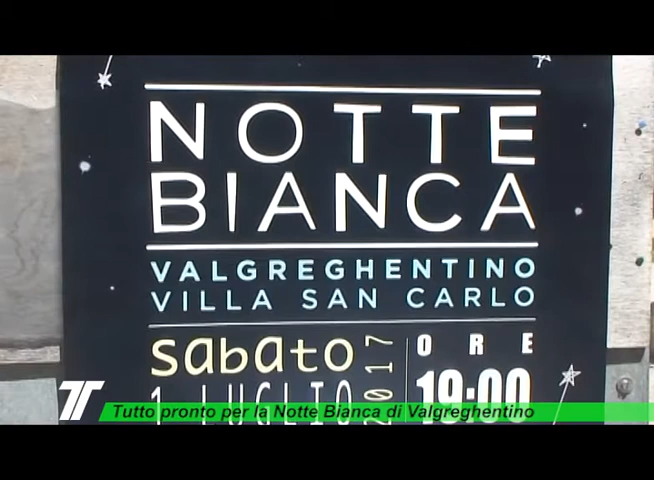 NOTTE
BIANCA
VALGREGHENTINO
VILLA SAN CARLO
sabato
1 LUGLIO 2017
ORE
19:00
Tutto pronto per la Notte Bianca di Valgreghentino